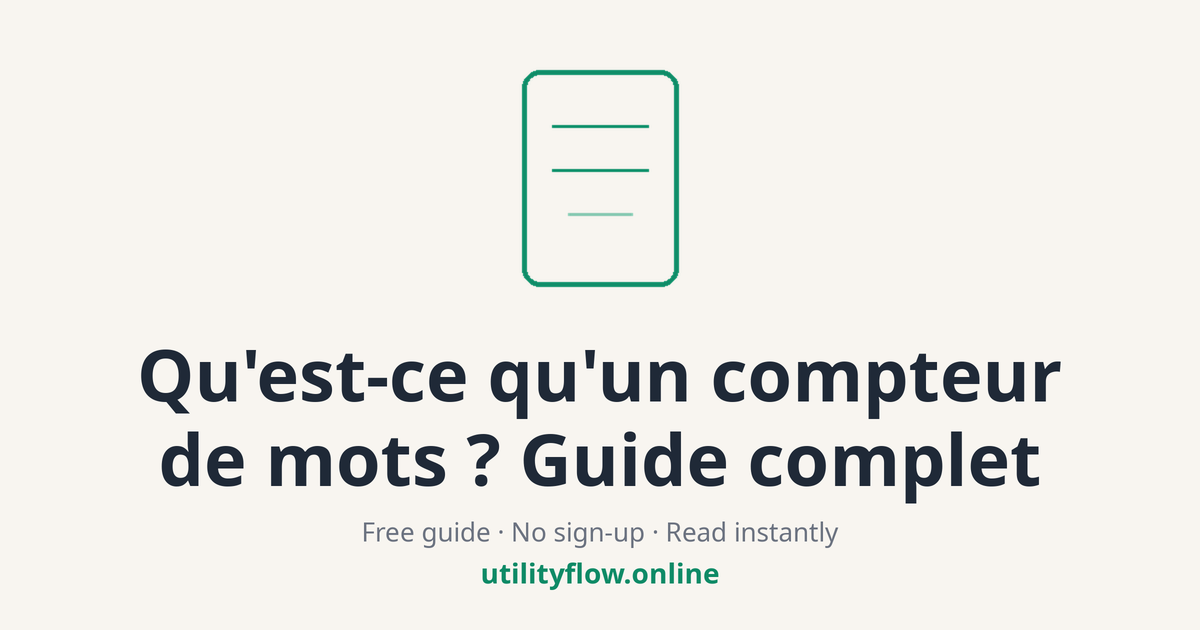 Qu'est-ce qu'un compteur
de mots ? Guide complet
Free guide · No sign-up · Read instantly
utilityflow.online